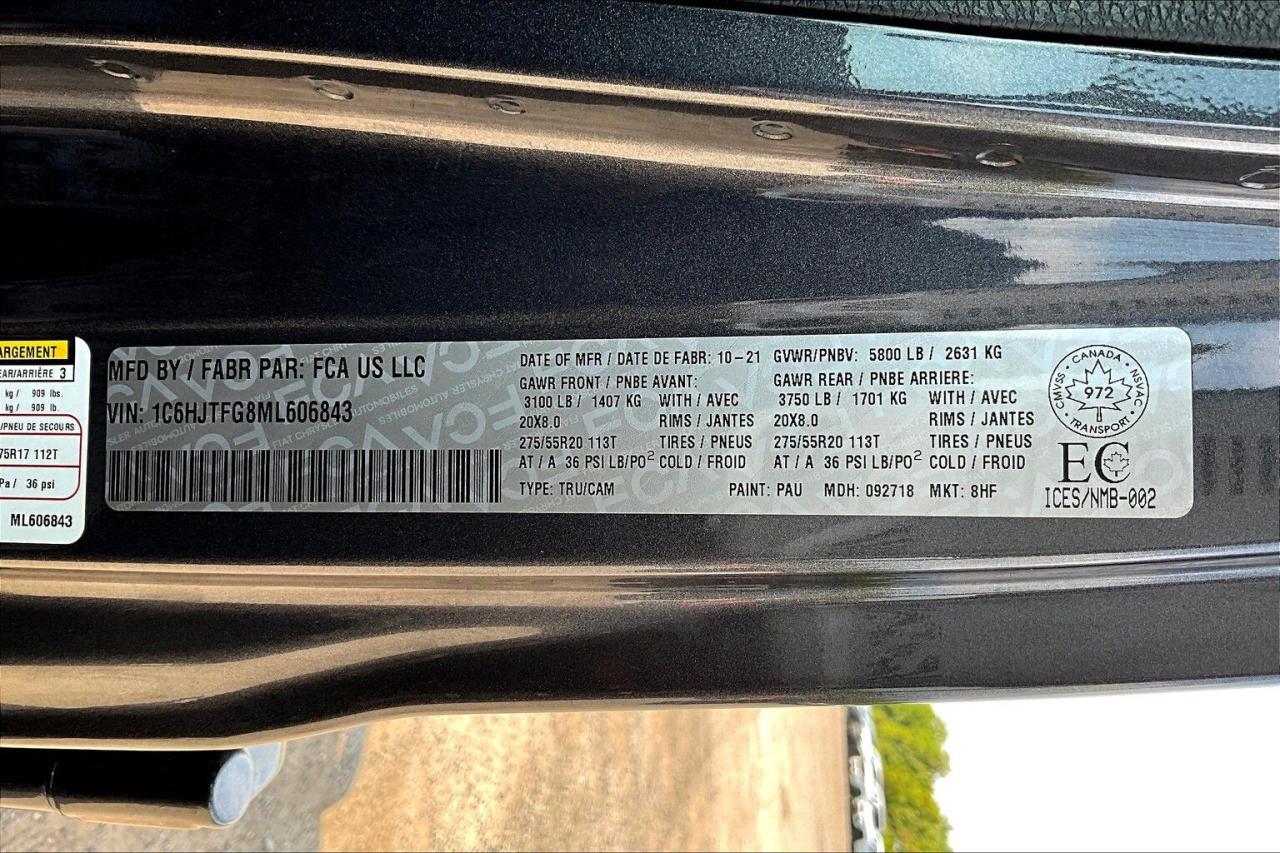 ARGEMENT
EAR/ARRIÈRE 3
kg / 909 lbs.
kg / 909 lb.
/PNEU DE SECOURS
75R17 112T
Pa / 36 psi
ML606843
MFD BY / FABR PAR: FCA US LLC
VIN: 1C6HJTFG8ML606843
DATE OF MFR / DATE DE FABR: 10-21 GVWR/PNBV: 5800 LB / 2631 KG
GAWR FRONT / PNBE AVANT: GAWR REAR / PNBE ARRIERE:
3100 LB / 1407 KG WITH / AVEC 3750 LB / 1701 KG WITH / AVEC
20X8.0 RIMS / JANTES 20X8.0 RIMS / JANTES
275/55R20 113T TIRES / PNEUS 275/55R20 113T TIRES / PNEUS
AT / A 36 PSI LB/PO² COLD / FROID AT / A 36 PSI LB/PO² COLD / FROID
TYPE: TRU/CAM PAINT: PAU MDH: 092718 MKT: 8HF
CANADA
CMVSS 972 NSVAC
TRANSPORT
EC
ICES/NMB-002